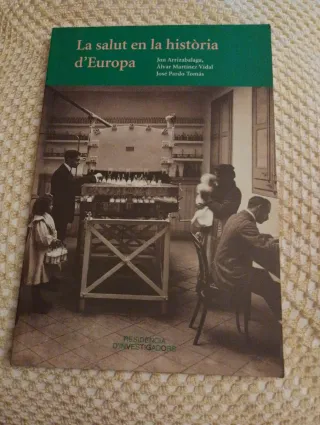 La salut en la història
d'Europa
Jon Arrizabalaga,
Àlvar Martínez Vidal
José Pardo Tomás
RESIDÈNCIA
D'INVESTIGADORS